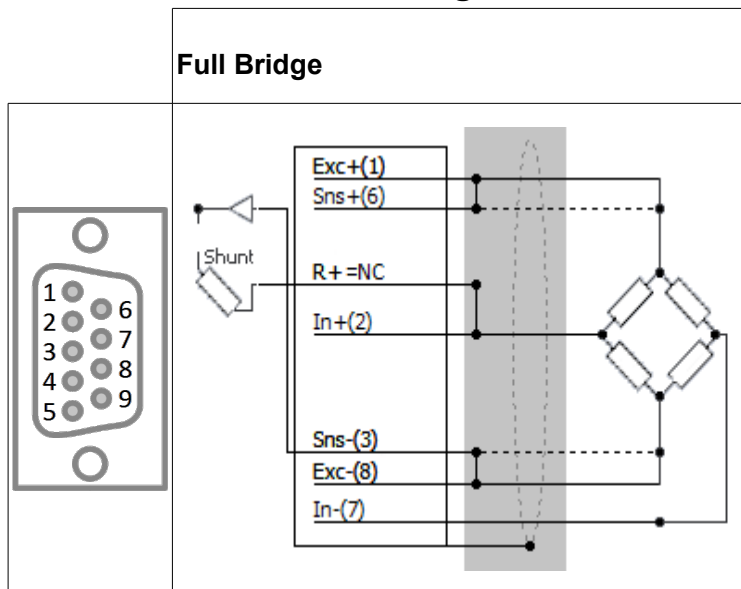 Full Bridge
Exc+(1)
Sns+(6)
Shunt
R+=NC
In+(2)
Sns-(3)
Exc-(8)
In-(7)
1
2
3
4
5
6
7
8
9